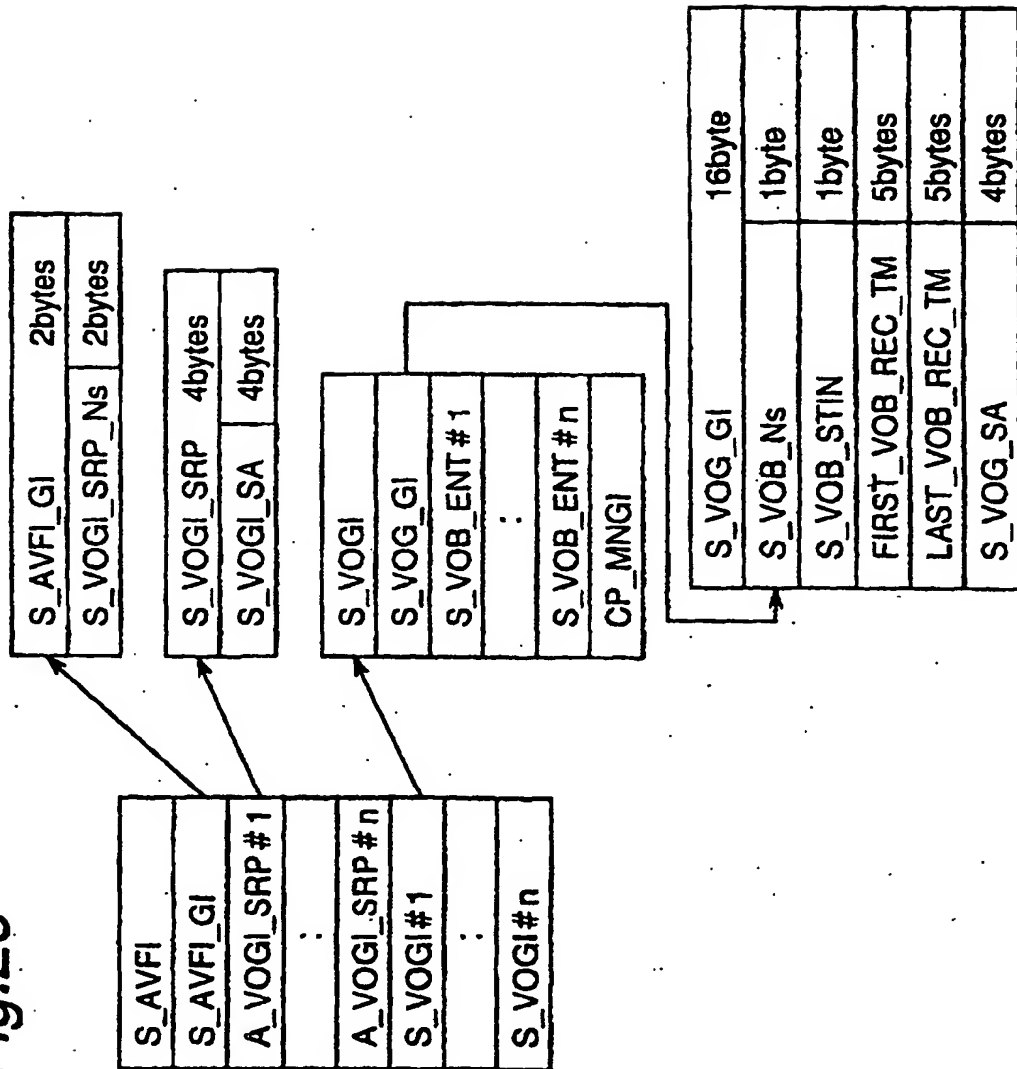 S_AVFI
S_AVFI_GI
A_VOGI_SRP#1
:
A_VOGI_SRP#n
S_VOGI#1
:
S_VOGI#n
S_AVFI_GI 2bytes
S_VOGI_SRP_Ns 2bytes
S_VOGI_SRP 4bytes
S_VOGI_SA 4bytes
S_VOGI
S_VOG_GI
S_VOB_ENT#1
:
S_VOB_ENT#n
CP_MNGI
S_VOG_GI 16byte
S_VOB_Ns 1byte
S_VOB_STIN 1byte
FIRST_VOB_REC_TM 5bytes
LAST_VOB_REC_TM 5bytes
S_VOG_SA 4bytes